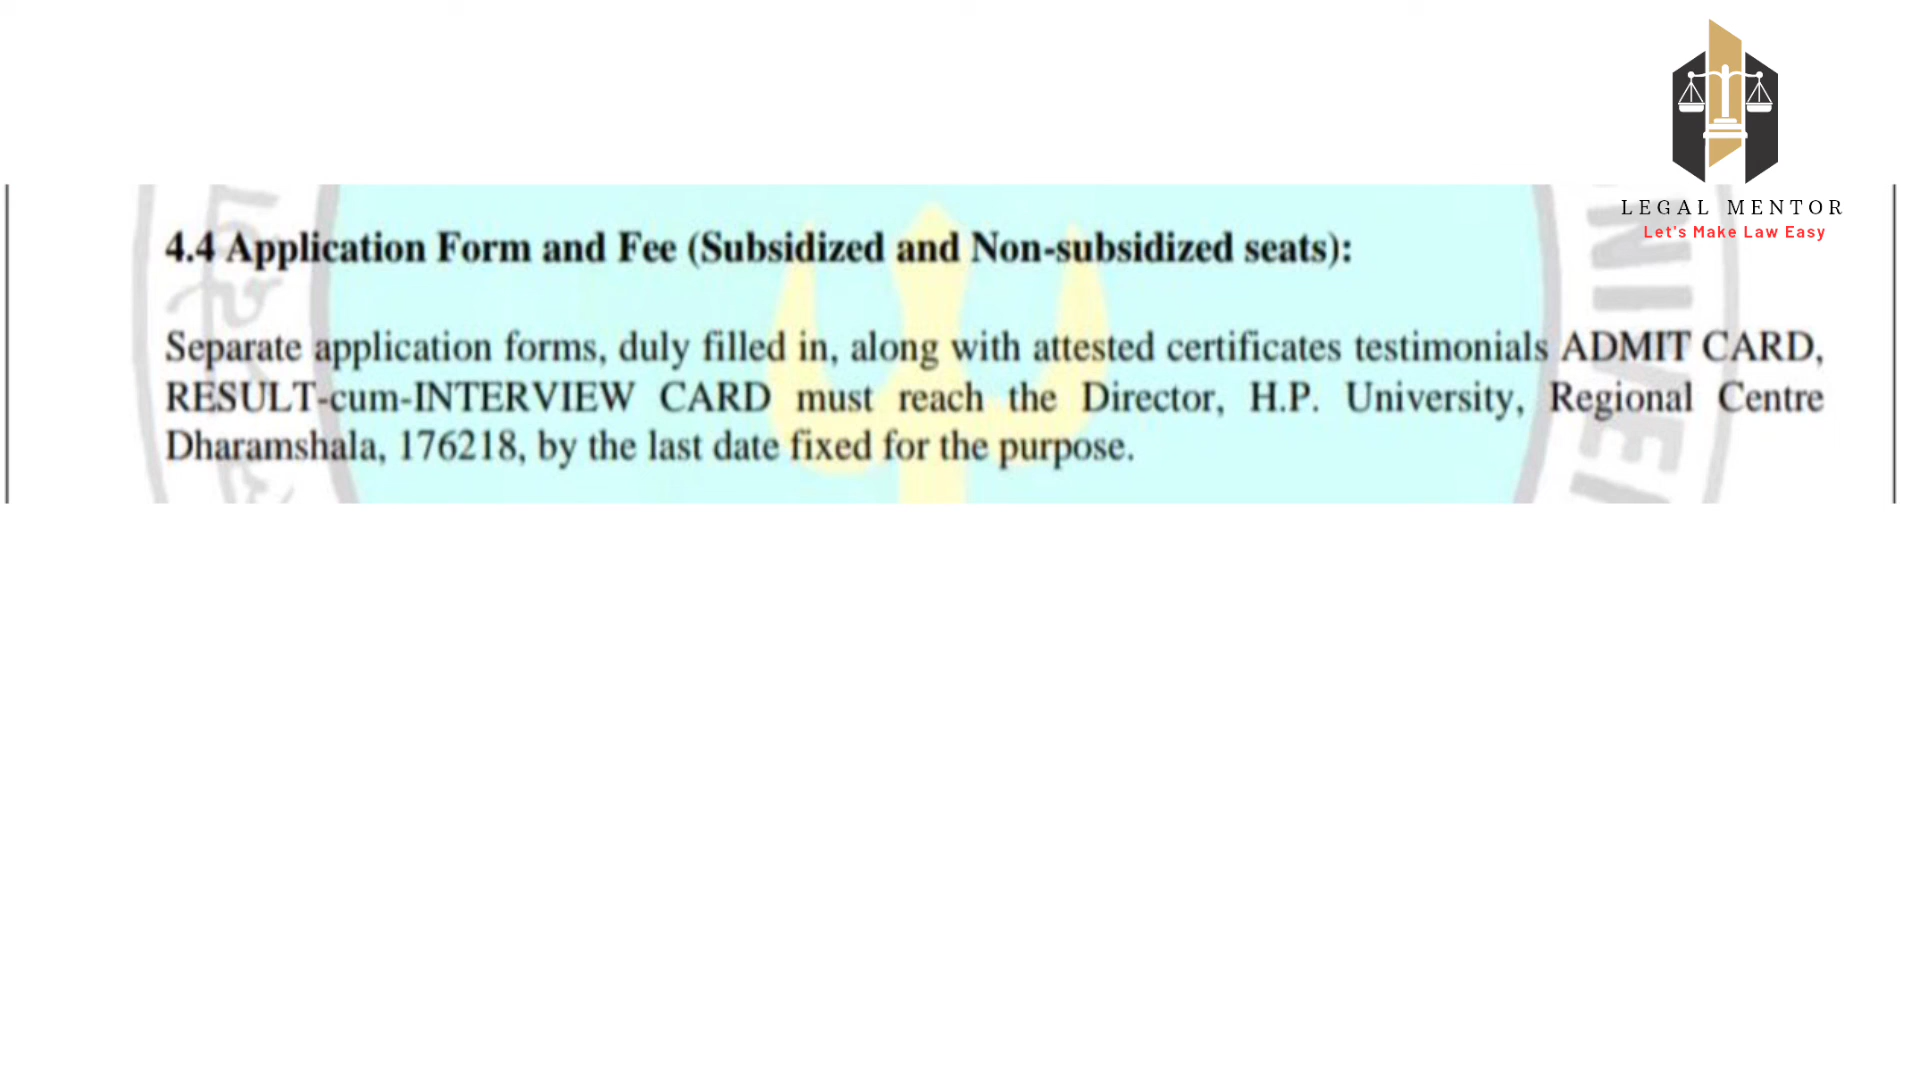 LEGAL MENTOR
Let's Make Law Easy
4.4 Application Form and Fee (Subsidized and Non-subsidized seats):
Separate application forms, duly filled in, along with attested certificates testimonials ADMIT CARD,
RESULT-cum-INTERVIEW CARD must reach the Director, H.P. University, Regional Centre
Dharamshala, 176218, by the last date fixed for the purpose.